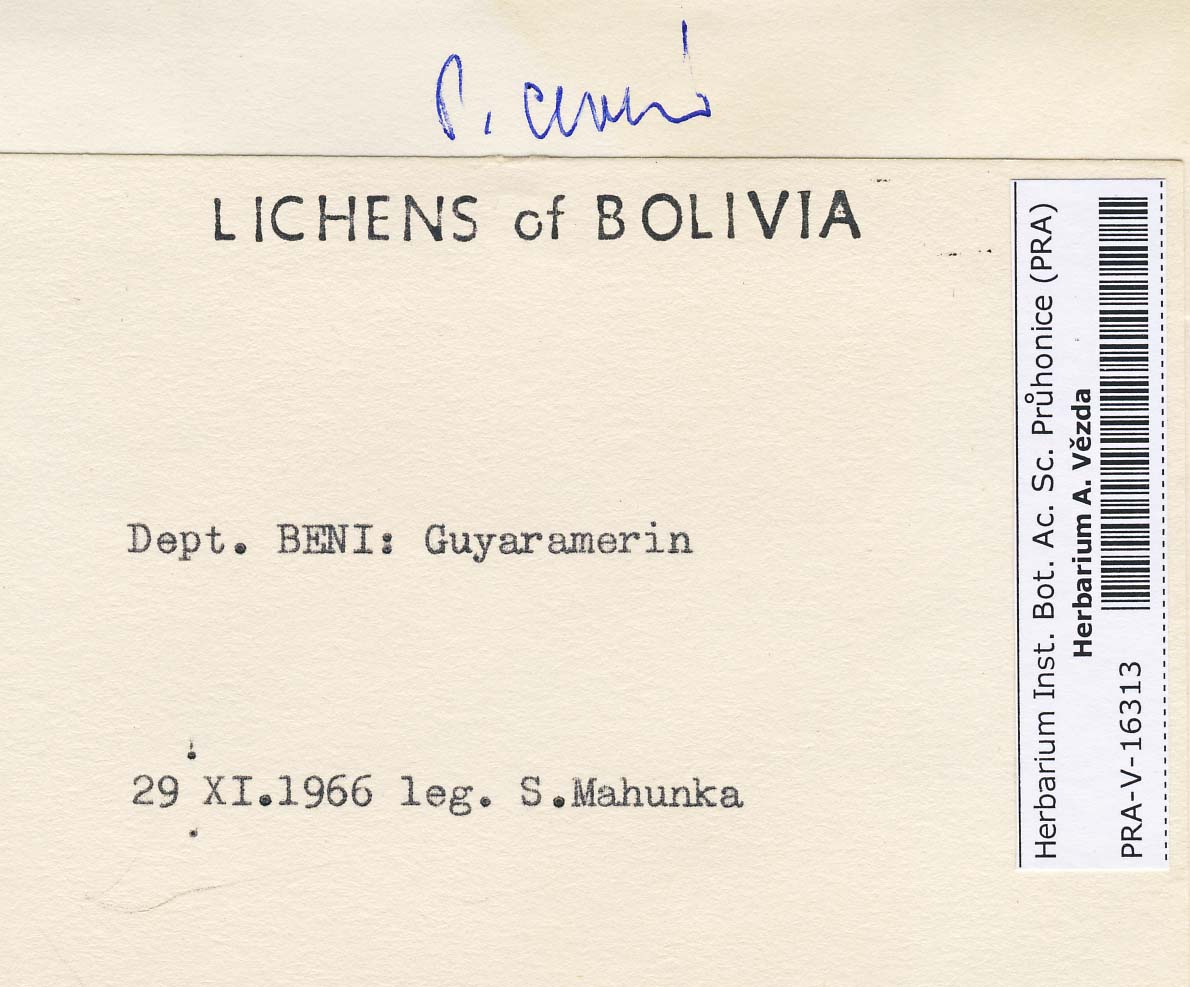 P.
LICHENS of BOLIVIA
Dept. BENI: Guyaramerin
29 XI.1966 leg. S.Mahunka
Herbarium Inst. Bot. Ac. Sc. Průhonice (PRA)
Herbarium A. Vězda
PRA-V-16313